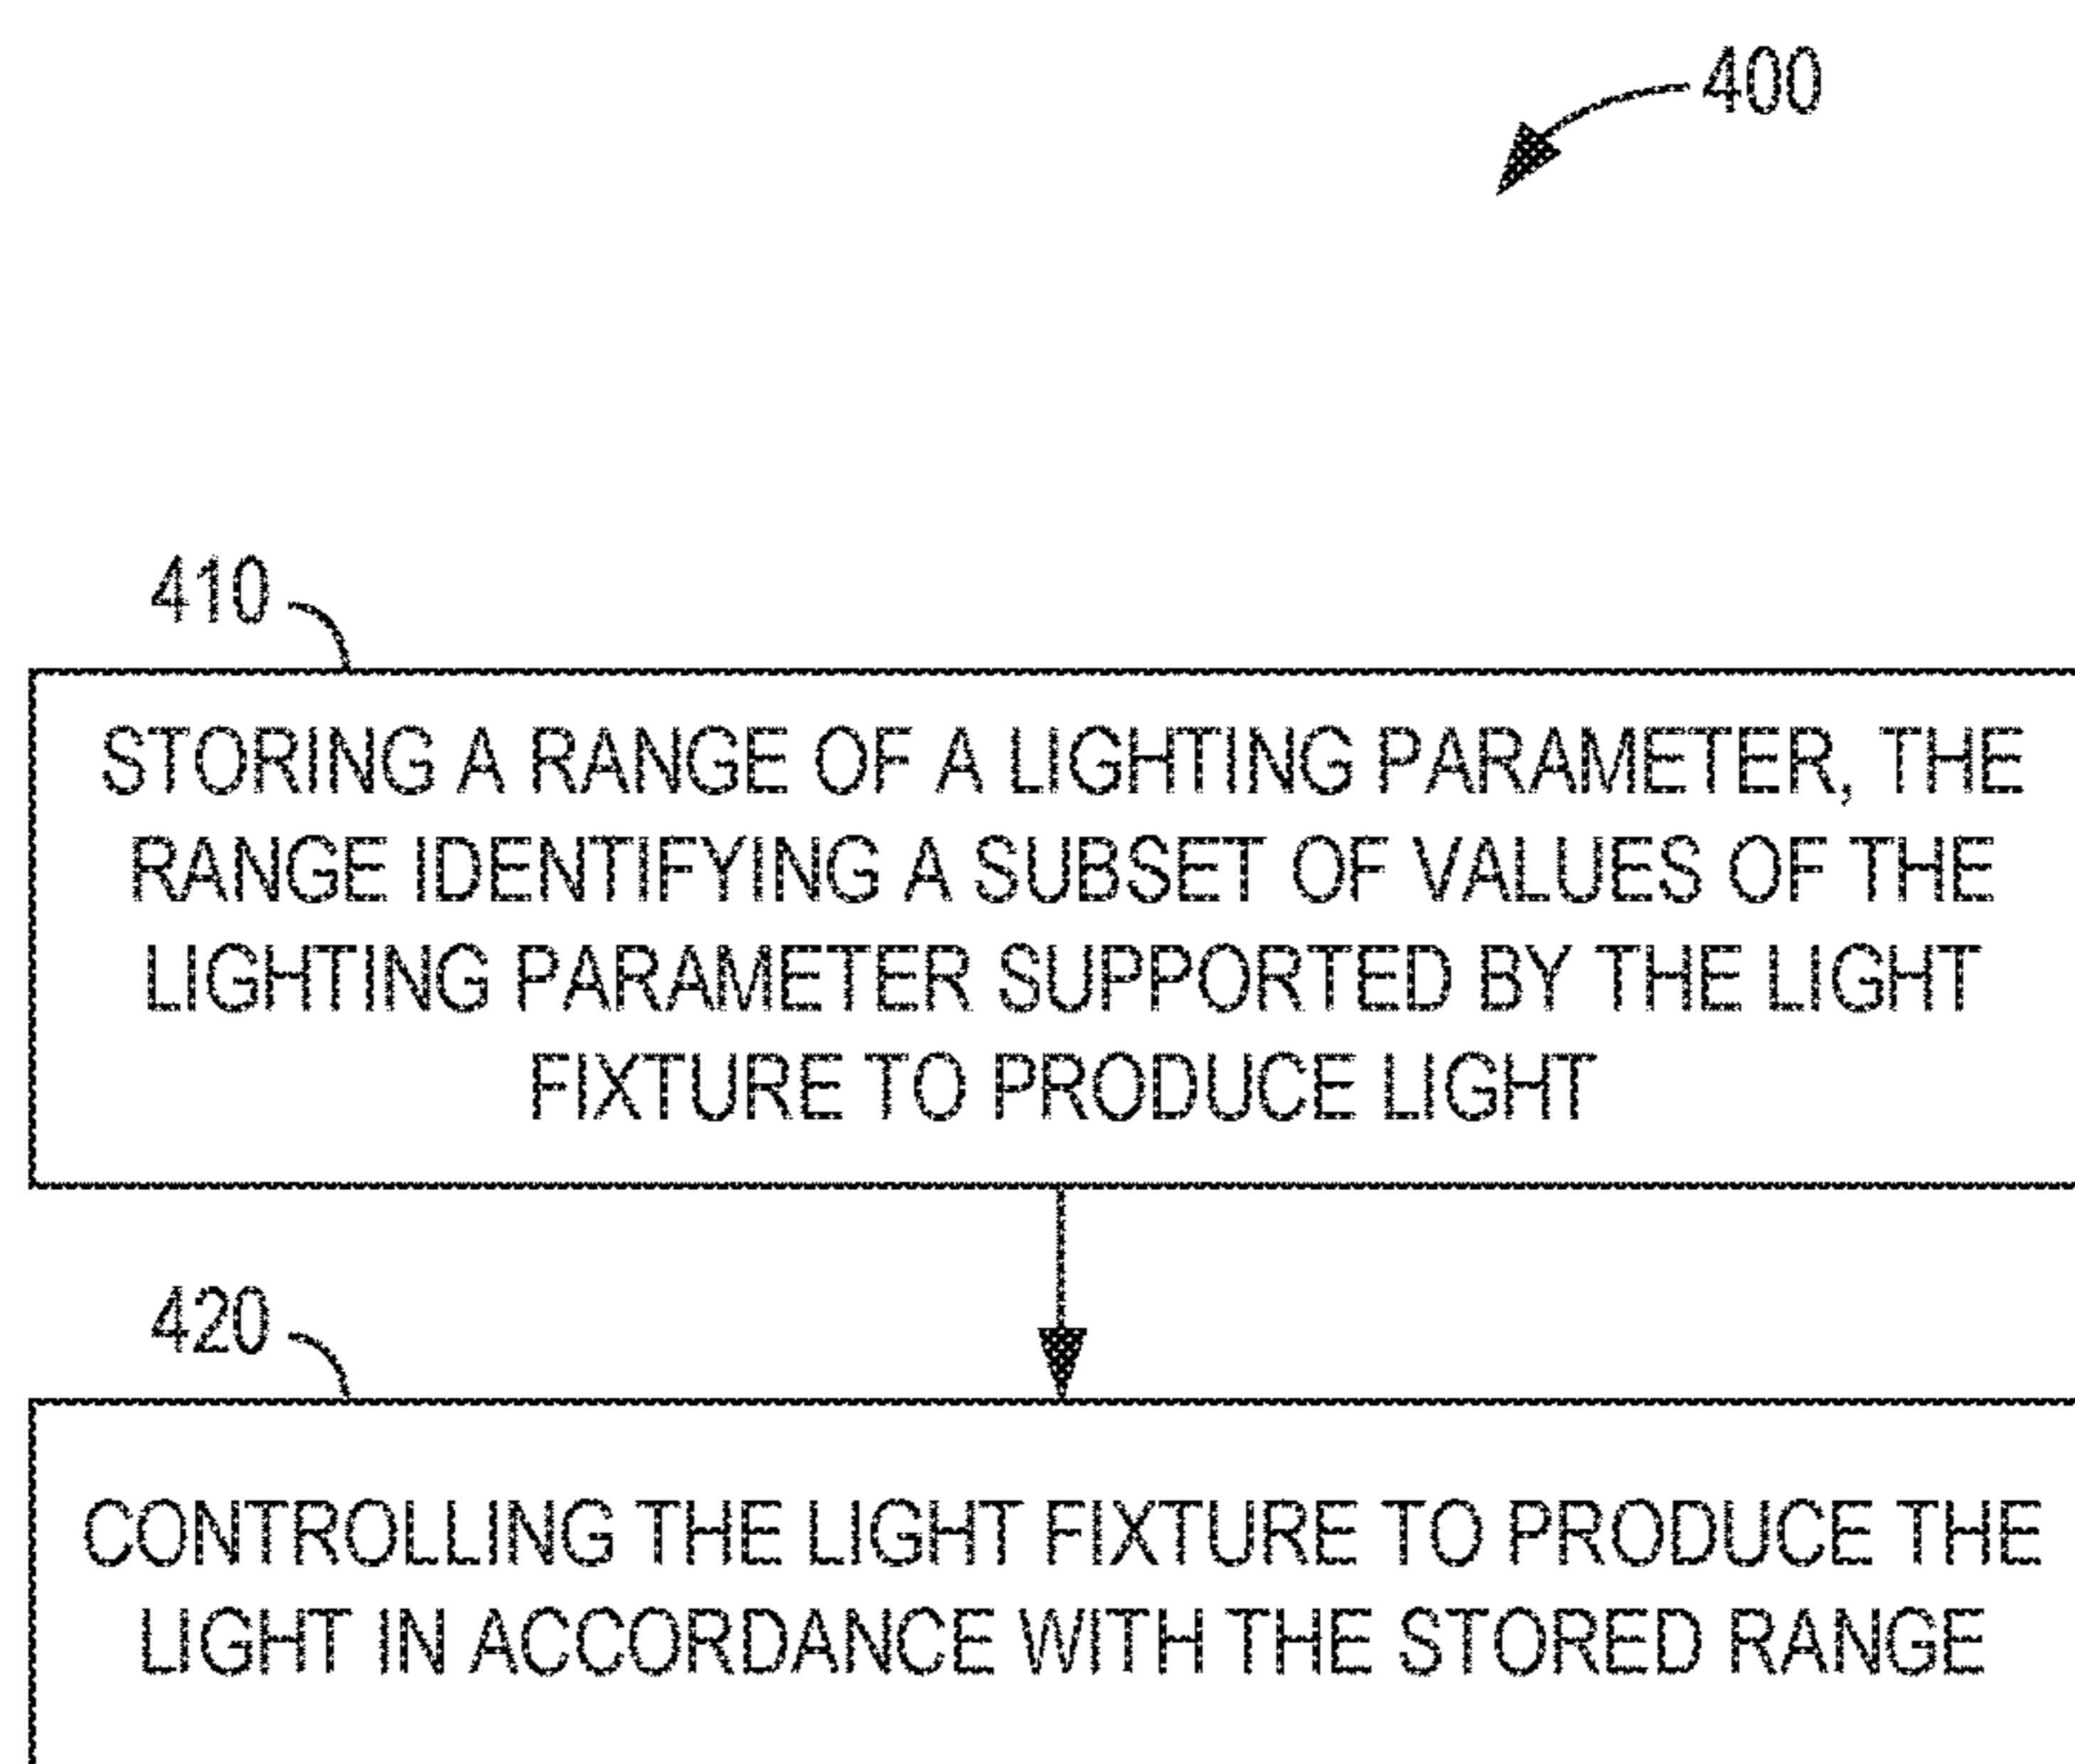 400
410
STORING A RANGE OF A LIGHTING PARAMETER, THE
RANGE IDENTIFYING A SUBSET OF VALUES OF THE
LIGHTING PARAMETER SUPPORTED BY THE LIGHT
FIXTURE TO PRODUCE LIGHT
420
CONTROLLING THE LIGHT FIXTURE TO PRODUCE THE
LIGHT IN ACCORDANCE WITH THE STORED RANGE